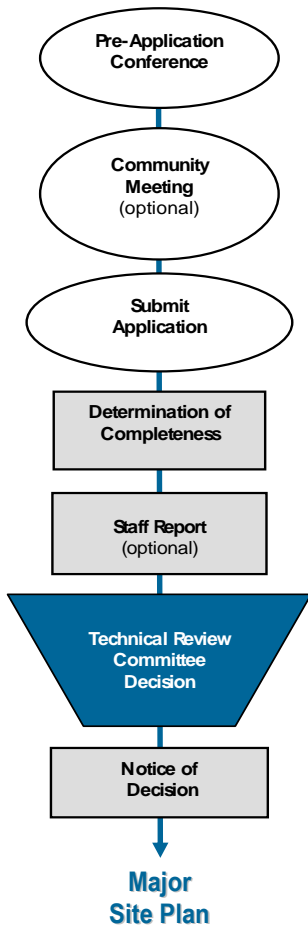 Pre-Application
Conference
Community
Meeting
(optional)
Submit
Application
Determination of
Completeness
Staff Report
(optional)
Technical Review
Committee
Decision
Notice of
Decision
Major
Site Plan